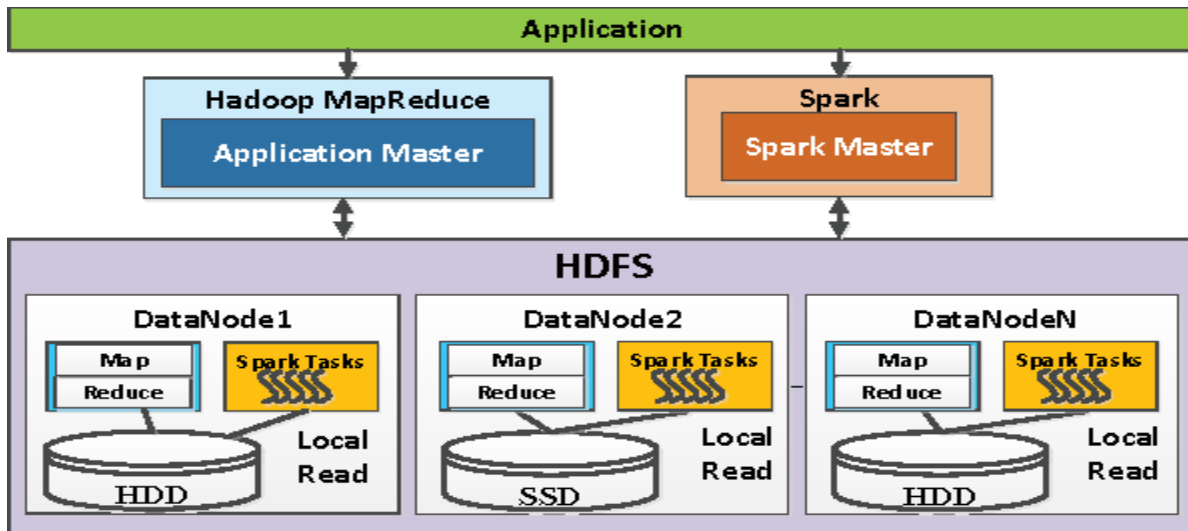 Application
Hadoop MapReduce
Application Master
Spark
Spark Master
HDFS
DataNode1
Map
Reduce
Spark Tasks
Local
Read
HDD
DataNode2
Map
Reduce
Spark Tasks
Local
Read
SSD
DataNodeN
Map
Reduce
Spark Tasks
Local
Read
HDD